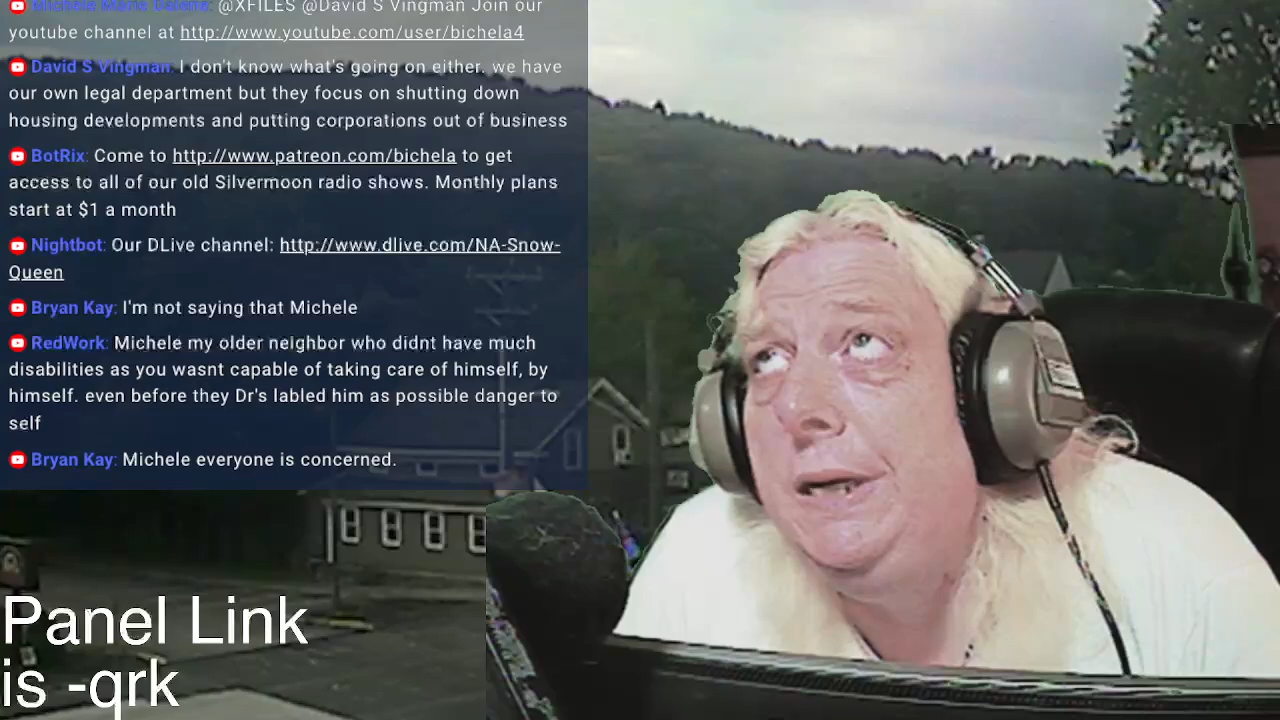 @XFILES @David S Vingman Join our
youtube channel at http://www.youtube.com/user/bichela4
David S Vingman: I don't know what's going on either. we have
our own legal department but they focus on shutting down
housing developments and putting corporations out of business
BotRix: Come to http://www.patreon.com/bichela to get
access to all of our old Silvermoon radio shows. Monthly plans
start at $1 a month
Nightbot: Our DLive channel: http://www.dlive.com/NA-Snow-
Queen
Bryan Kay: I'm not saying that Michele
RedWork: Michele my older neighbor who didnt have much
disabilities as you wasnt capable of taking care of himself, by
himself. even before they Dr's labled him as possible danger to
self
Bryan Kay: Michele everyone is concerned.
Panel Link
is -qrk